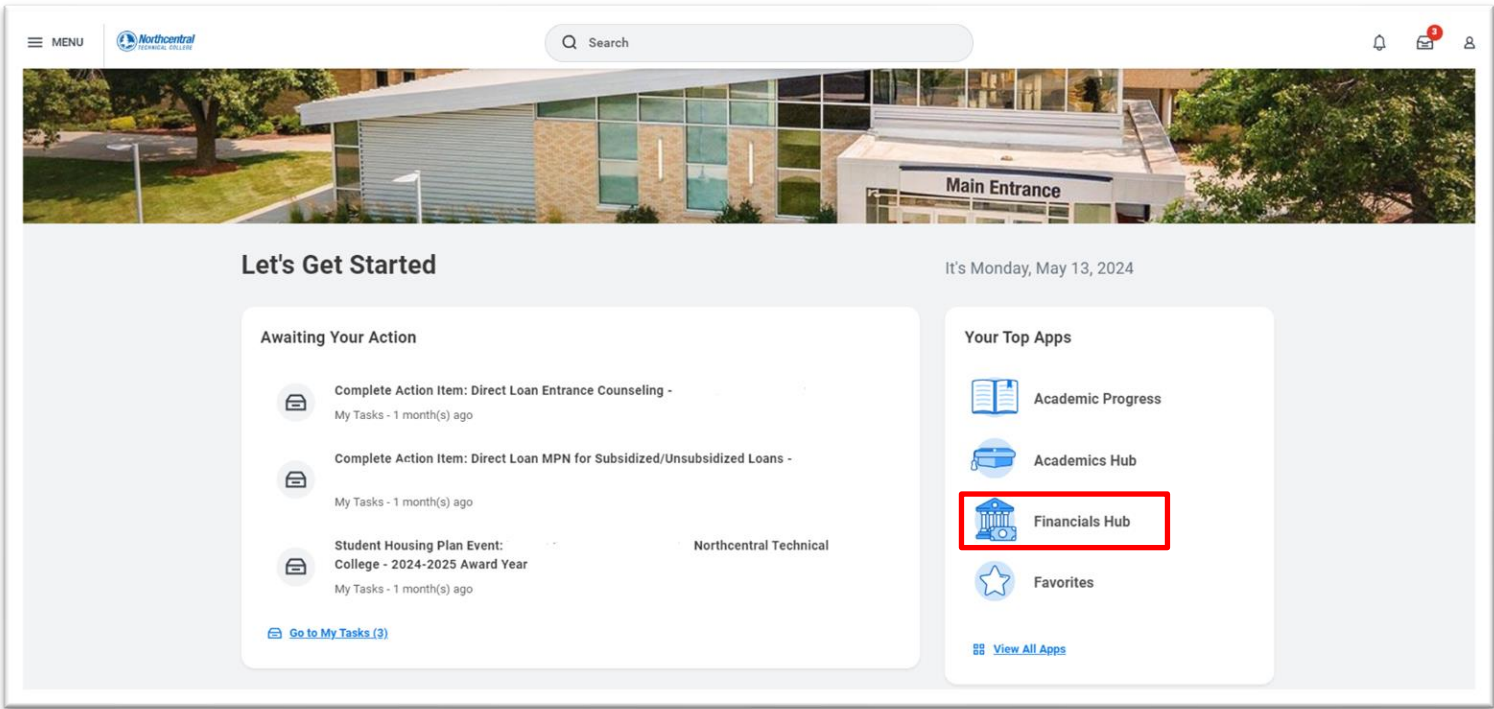 MENU
Northcentral
TECHNICAL COLLEGE
Search
3
Main Entrance
Let's Get Started
It's Monday, May 13, 2024
Awaiting Your Action
Complete Action Item: Direct Loan Entrance Counseling -
My Tasks - 1 month(s) ago
Complete Action Item: Direct Loan MPN for Subsidized/Unsubsidized Loans -
My Tasks - 1 month(s) ago
Student Housing Plan Event: Northcentral Technical
College - 2024-2025 Award Year
My Tasks - 1 month(s) ago
Go to My Tasks (3)
Your Top Apps
Academic Progress
Academics Hub
Financials Hub
Favorites
View All Apps